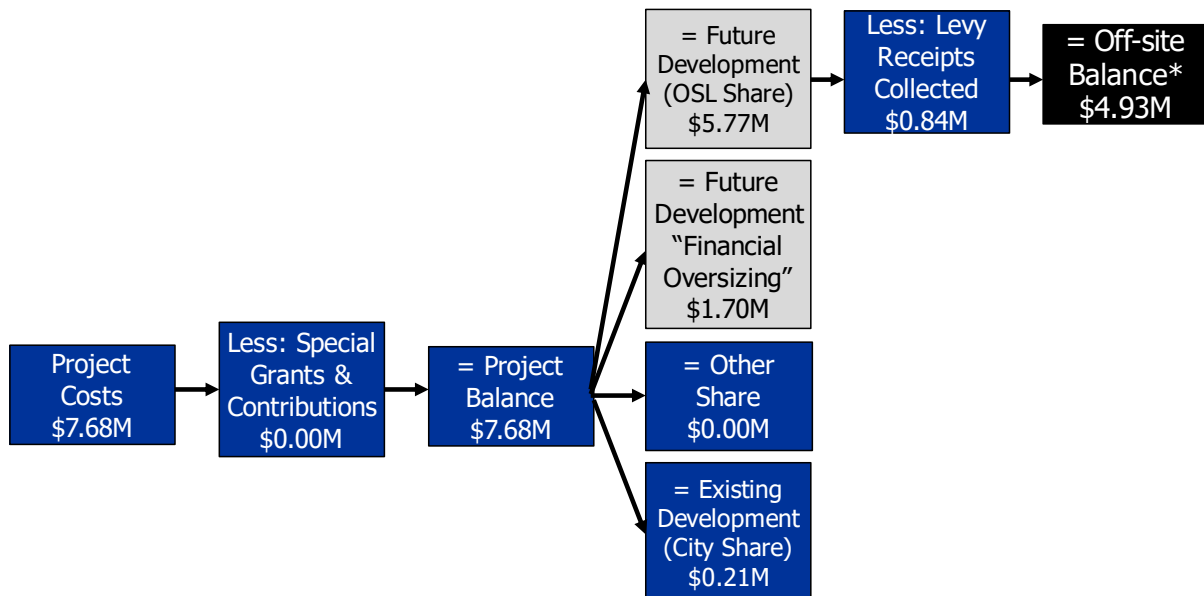 Project
Costs
$7.68M
Less: Special
Grants &
Contributions
$0.00M
= Project
Balance
$7.68M
= Future
Development
(OSL Share)
$5.77M
Less: Levy
Receipts
Collected
$0.84M
= Off-site
Balance*
$4.93M
= Future
Development
“Financial
Oversizing”
$1.70M
= Other
Share
$0.00M
= Existing
Development
(City Share)
$0.21M